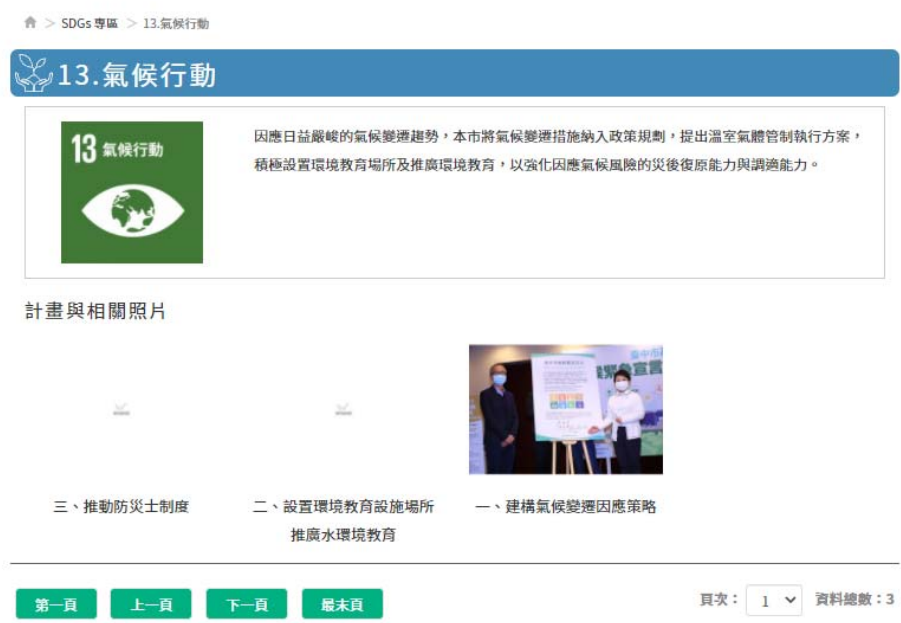 SDGs 專區 > 13.氣候行動
13.氣候行動
13 氣候行動
因應日益嚴峻的氣候變遷趨勢，本市將氣候變遷措施納入政策規劃，提出溫室氣體管制執行方案，
積極設置環境教育場所及推廣環境教育，以強化因應氣候風險的災後復原能力與調適能力。
計畫與相關照片
三、推動防災士制度
二、設置環境教育設施場所
推廣水環境教育
一、建構氣候變遷因應策略
第一頁 上一頁 下一頁 最末頁 頁次： 1 資料總數：3